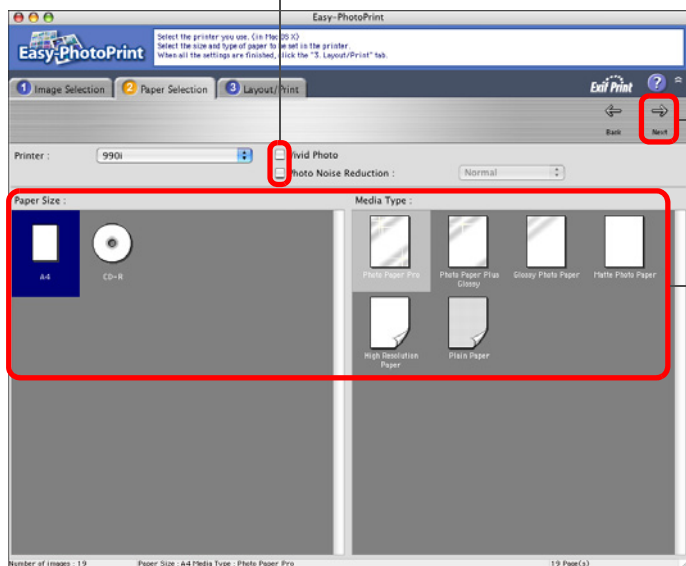 Easy-PhotoPrint
Easy-PhotoPrint
Select the printer you use. (in Mac OS X)
Select the size and type of paper to be set in the printer.
When all the settings are finished, click the "3. Layout/Print" tab.
1 Image Selection
2 Paper Selection
3 Layout/Print
Exif Print
?
Back
Next
Printer :
990i
Vivid Photo
Photo Noise Reduction :
Normal
Paper Size :
Media Type :
A4
CD-R
Photo Paper Pro
Photo Paper Plus
Glossy
Glossy Photo Paper
Matte Photo Paper
High Resolution
Paper
Plain Paper
Number of images : 19
Paper Size : A4 Media Type : Photo Paper Pro
19 Page(s)